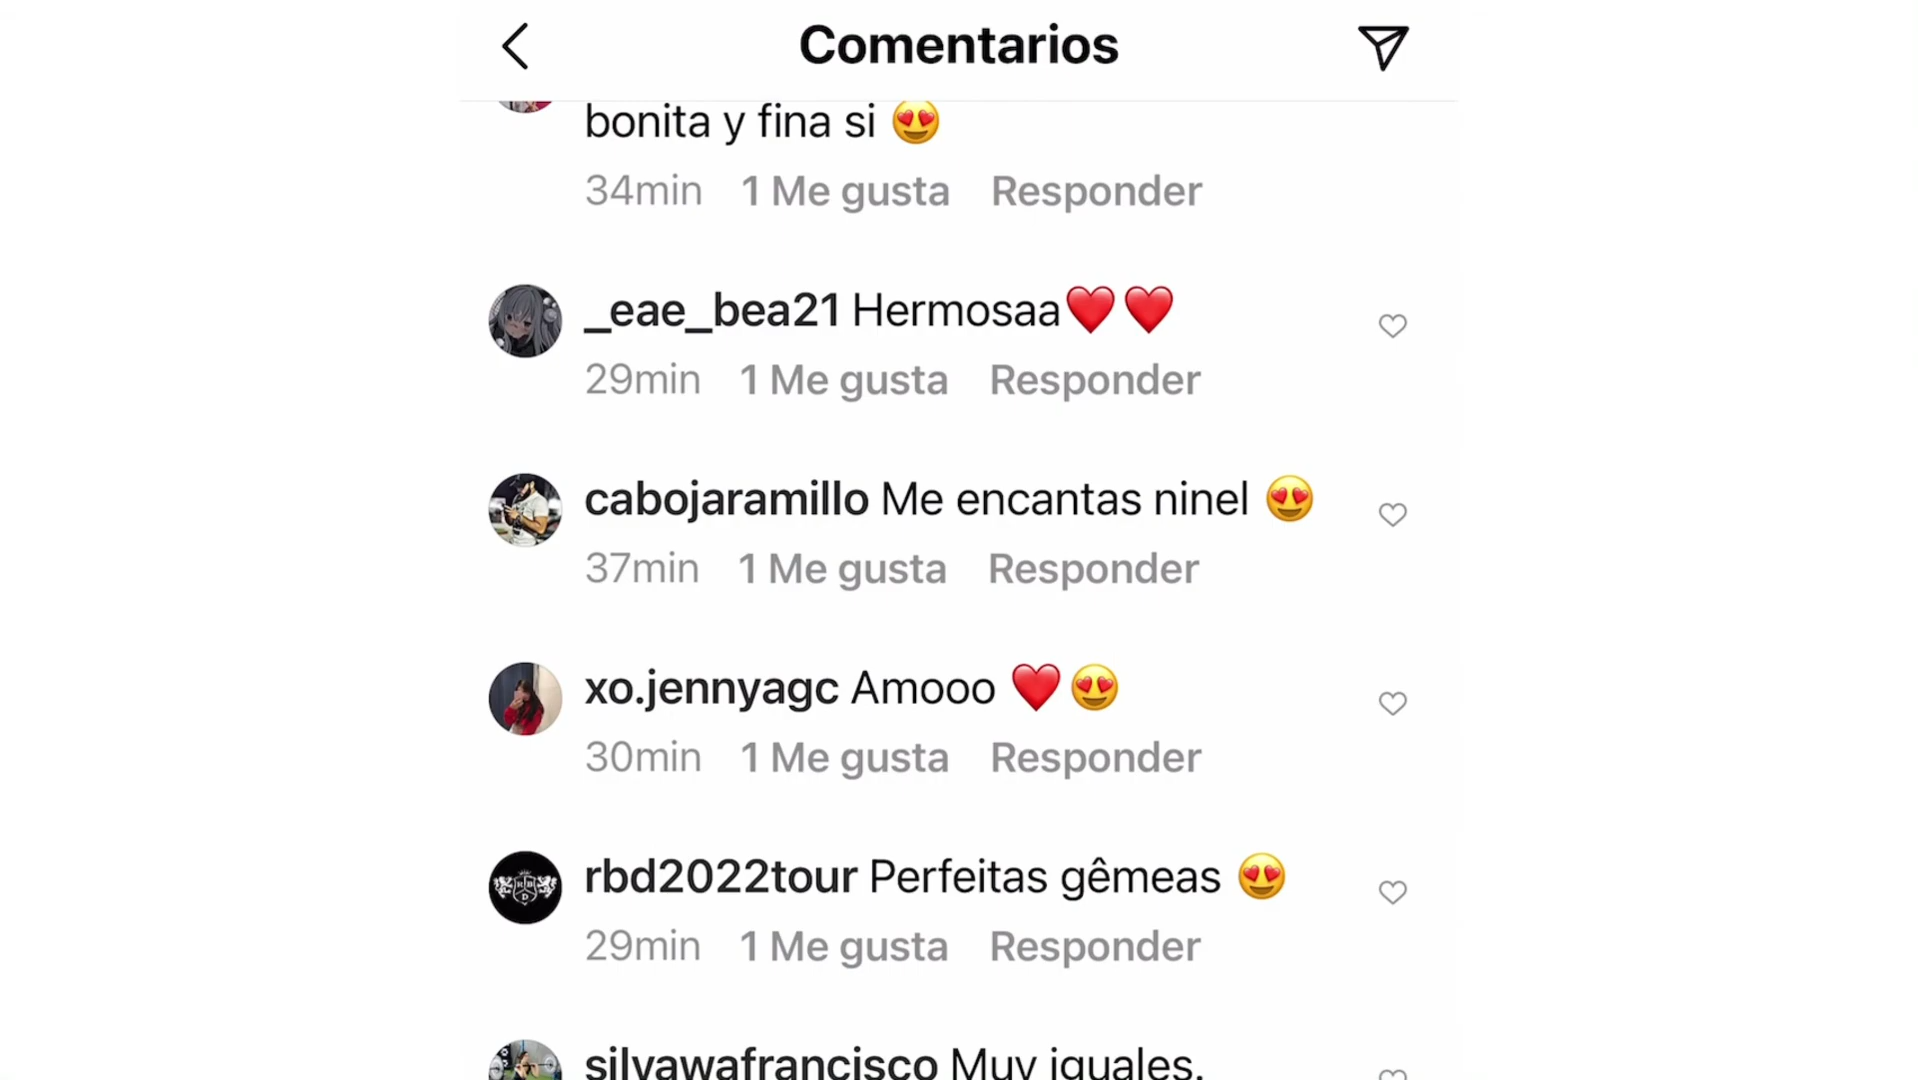 Comentarios
bonita y fina si 😍
34min 1 Me gusta Responder
_eae_bea21 Hermosaa❤️❤️
29min 1 Me gusta Responder
cabojaramillo Me encantas ninel 😍
37min 1 Me gusta Responder
xo.jennyagc Amooo ❤️😍
30min 1 Me gusta Responder
rbd2022tour Perfeitas gêmeas 😍
29min 1 Me gusta Responder
silvawafrancisco Muy iguales.